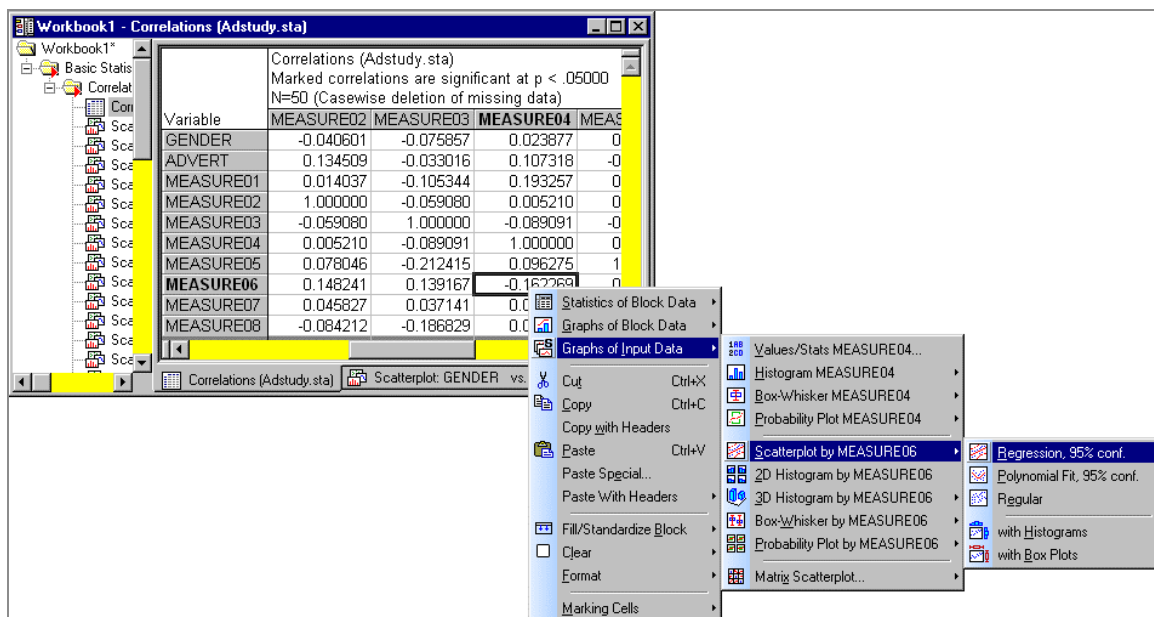 Workbook1 - Correlations (Adstudy.sta)
Workbook1*
Basic Statis
Correlat
Corr
Sca
Sca
Sca
Sca
Sca
Sca
Sca
Sca
Sca
Sca
Sca
Sca
Sca
Correlations (Adstudy.sta)
Marked correlations are significant at p < .05000
N=50 (Casewise deletion of missing data)
Variable MEASURE02 MEASURE03 MEASURE04 MEAS
GENDER -0.040601 -0.075857 0.023877 0
ADVERT 0.134509 -0.033016 0.107318 -0
MEASURE01 0.014037 -0.105344 0.193257 0
MEASURE02 1.000000 -0.059080 0.005210 0
MEASURE03 -0.059080 1.000000 -0.089091 -0
MEASURE04 0.005210 -0.089091 1.000000 0
MEASURE05 0.078046 -0.212415 0.096275 1
MEASURE06 0.148241 0.139167 -0.162269 0
MEASURE07 0.045827 0.037141 0.0
MEASURE08 -0.084212 -0.186829 0.0
Correlations (Adstudy.sta) Scatterplot: GENDER vs.
Statistics of Block Data
Graphs of Block Data
Graphs of Input Data
Cut Ctrl+X
Copy Ctrl+C
Copy with Headers
Paste Ctrl+V
Paste Special...
Paste With Headers
Fill/Standardize Block
Clear
Format
Marking Cells
Values/Stats MEASURE04...
Histogram MEASURE04
Box-Whisker MEASURE04
Probability Plot MEASURE04
Scatterplot by MEASURE06
2D Histogram by MEASURE06
3D Histogram by MEASURE06
Box-Whisker by MEASURE06
Probability Plot by MEASURE06
Matrix Scatterplot...
Regression, 95% conf.
Polynomial Fit, 95% conf.
Regular
with Histograms
with Box Plots